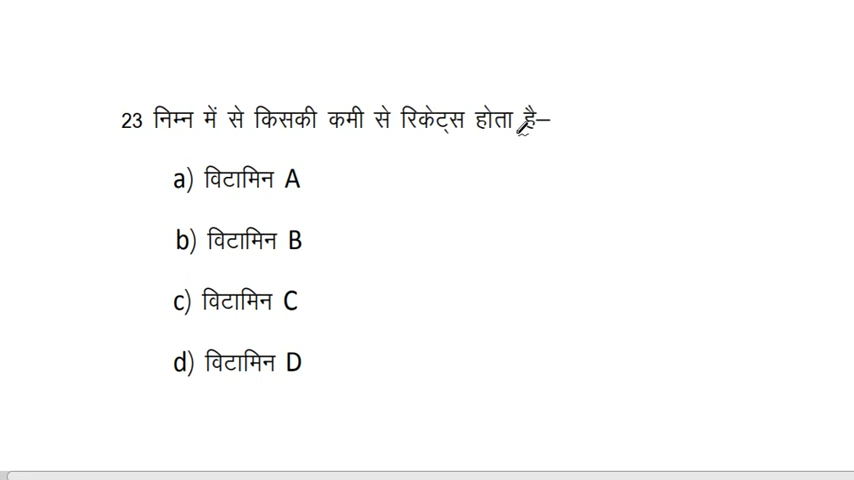 23 निम्न में से किसकी कमी से रिकेट्स होता है–
a) विटामिन A
b) विटामिन B
c) विटामिन C
d) विटामिन D